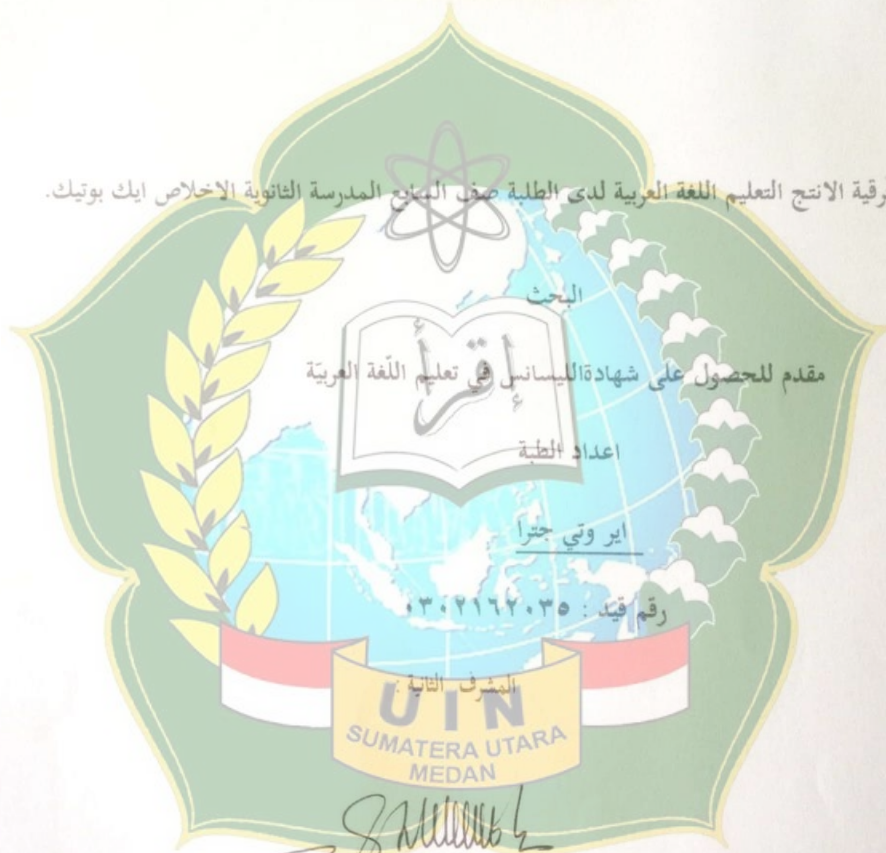 رقية الانتج التعليم اللغة العربية لدى الطلبة صف السابع المدرسة الثانوية الاخلاص ايك بوتيك.
البحث
مقدم للحصول على شهادةالليسانس في تعليم اللّغة العربيّة
إقرأ
اعداد الطبة
اير وتي جترا
رقم قيد : ٠٣٠٢١٦٢٠٣٥
المشرف الثانية :
UIN
SUMATERA UTARA
MEDAN